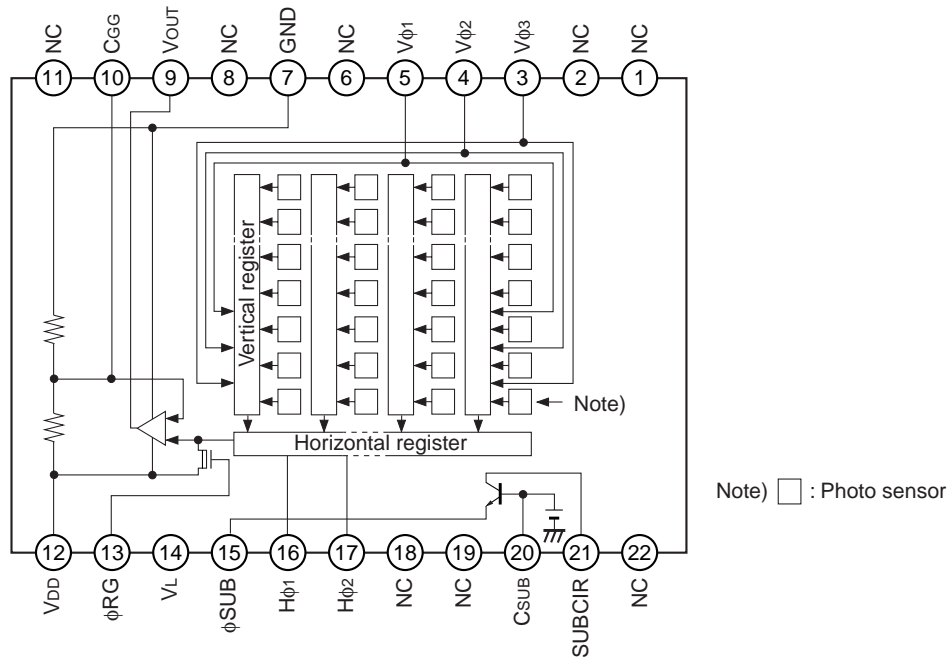 NC
CGG
VOUT
NC
GND
NC
Vϕ1
Vϕ2
Vϕ3
NC
NC
11
10
9
8
7
6
5
4
3
2
1
Vertical register
Note)
Horizontal register
Note) : Photo sensor
12
13
14
15
16
17
18
19
20
21
22
VDD
ϕRG
VL
ϕSUB
Hϕ1
Hϕ2
NC
NC
CSUB
SUBCIR
NC